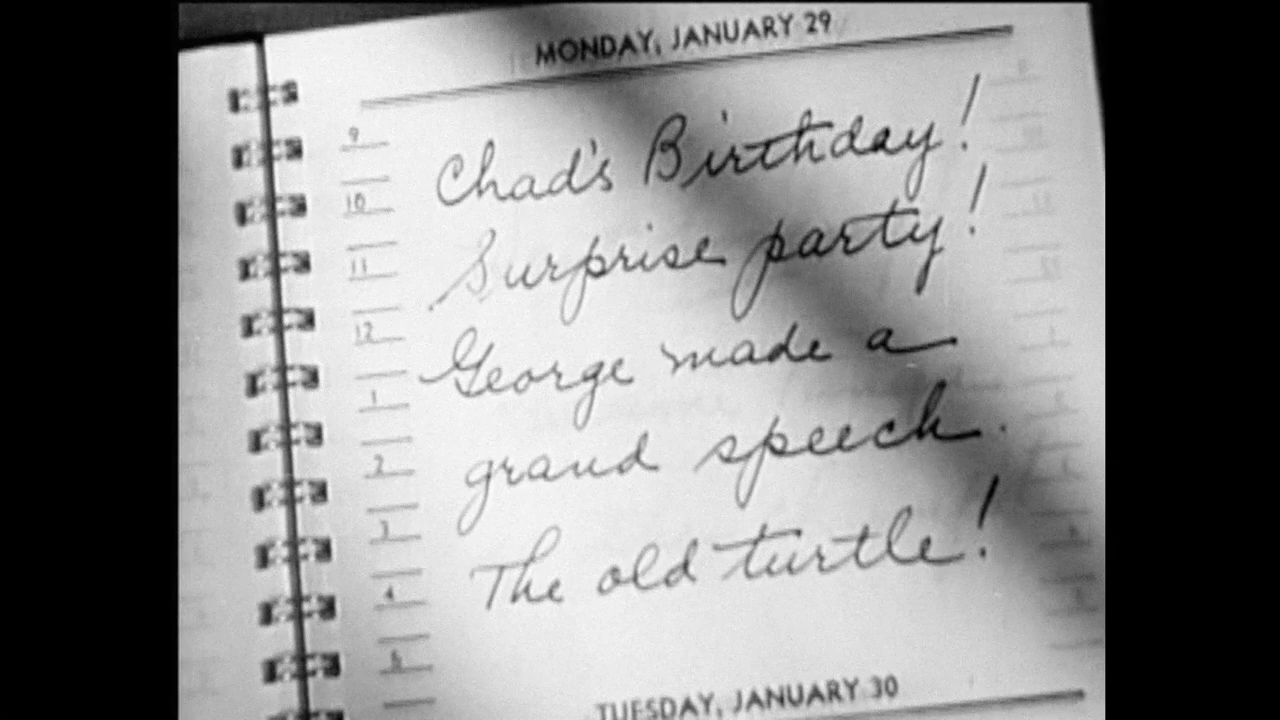 MONDAY, JANUARY 29
9
Chad's Birthday!
10
Surprise party!
11
12
George made a
1
grand speech.
2
3
The old turtle!
4
5
TUESDAY, JANUARY 30